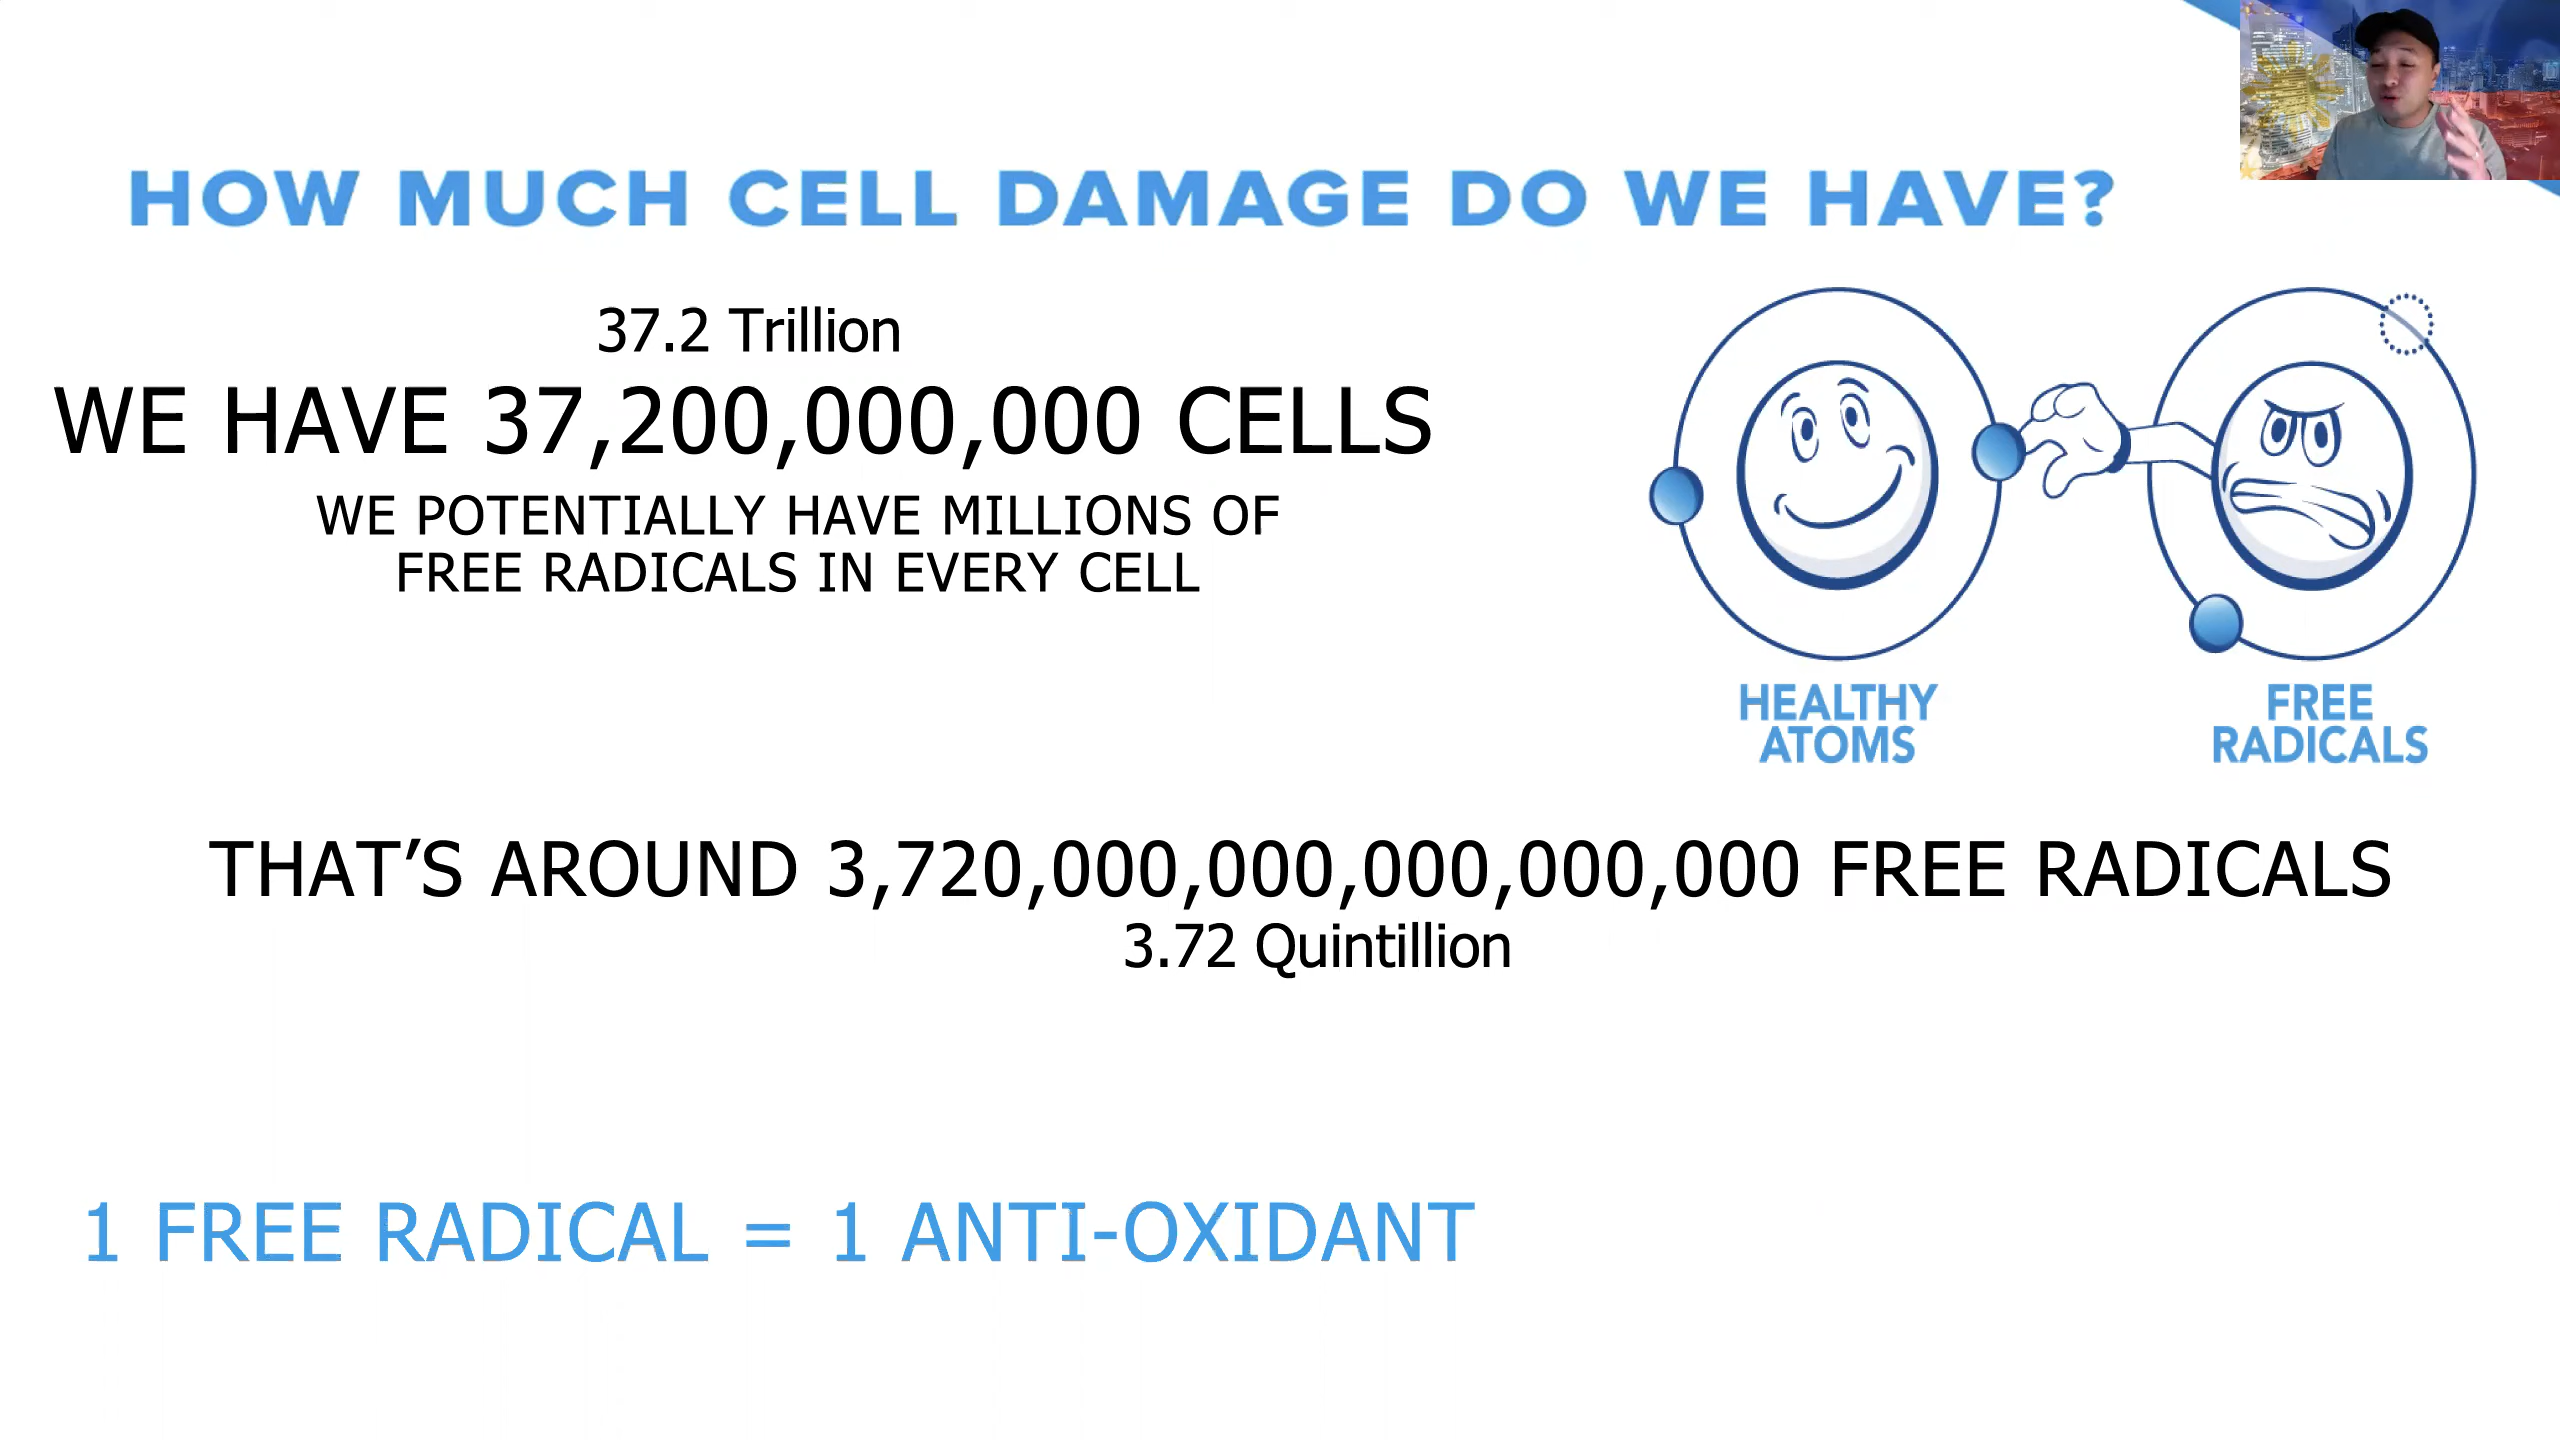 HOW MUCH CELL DAMAGE DO WE HAVE?
37.2 Trillion
WE HAVE 37,200,000,000 CELLS
WE POTENTIALLY HAVE MILLIONS OF
FREE RADICALS IN EVERY CELL
HEALTHY
ATOMS
FREE
RADICALS
THAT’S AROUND 3,720,000,000,000,000,000 FREE RADICALS
3.72 Quintillion
1 FREE RADICAL = 1 ANTI-OXIDANT